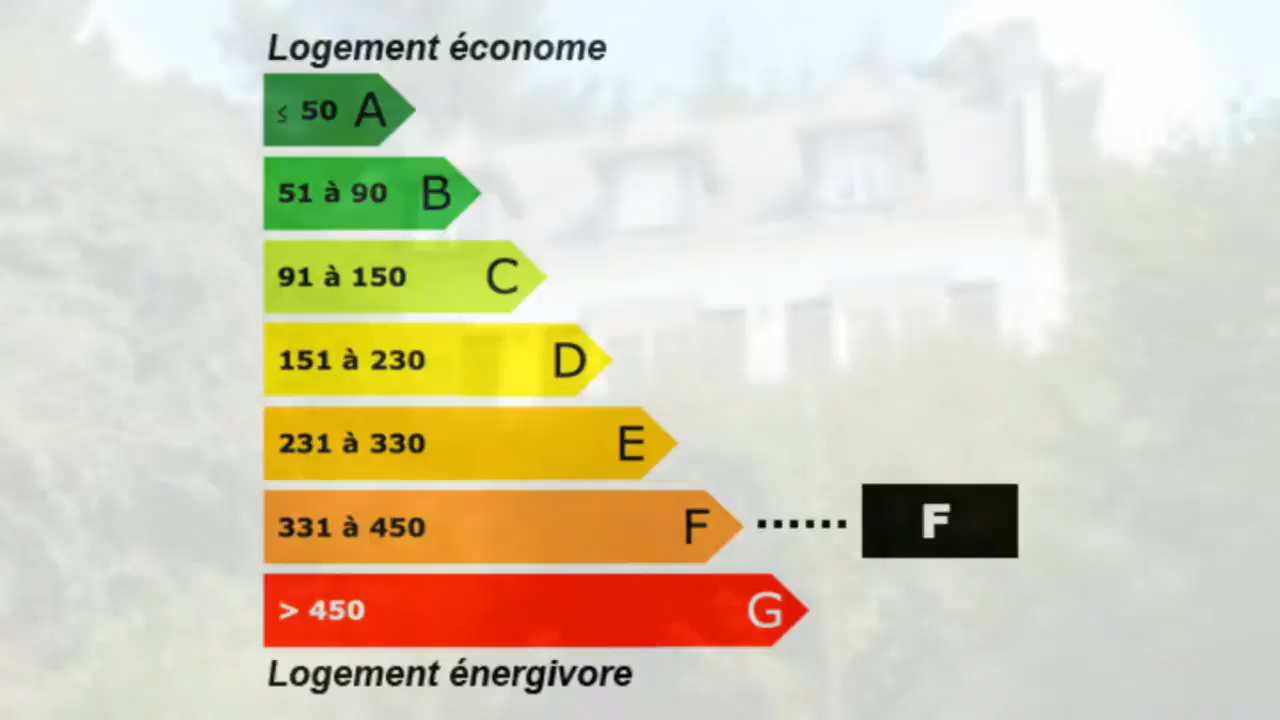 Logement économe
≤ 50 A
51 à 90 B
91 à 150 C
151 à 230 D
231 à 330 E
331 à 450 F F
> 450 G
Logement énergivore